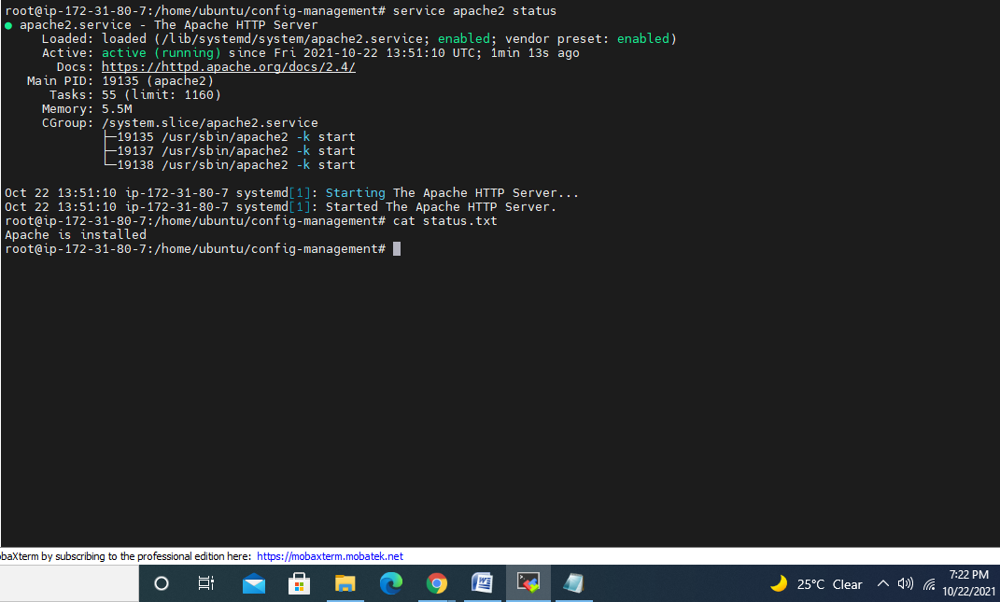 root@ip-172-31-80-7:/home/ubuntu/config-management# service apache2 status
● apache2.service - The Apache HTTP Server
Loaded: loaded (/lib/systemd/system/apache2.service; enabled; vendor preset: enabled)
Active: active (running) since Fri 2021-10-22 13:51:10 UTC; 1min 13s ago
Docs: https://httpd.apache.org/docs/2.4/
Main PID: 19135 (apache2)
Tasks: 55 (limit: 1160)
Memory: 5.5M
CGroup: /system.slice/apache2.service
├─19135 /usr/sbin/apache2 -k start
├─19137 /usr/sbin/apache2 -k start
└─19138 /usr/sbin/apache2 -k start
Oct 22 13:51:10 ip-172-31-80-7 systemd[1]: Starting The Apache HTTP Server...
Oct 22 13:51:10 ip-172-31-80-7 systemd[1]: Started The Apache HTTP Server.
root@ip-172-31-80-7:/home/ubuntu/config-management# cat status.txt
Apache is installed
root@ip-172-31-80-7:/home/ubuntu/config-management#
obaXterm by subscribing to the professional edition here: https://mobaxterm.mobatek.net
25°C Clear
7:22 PM
10/22/2021